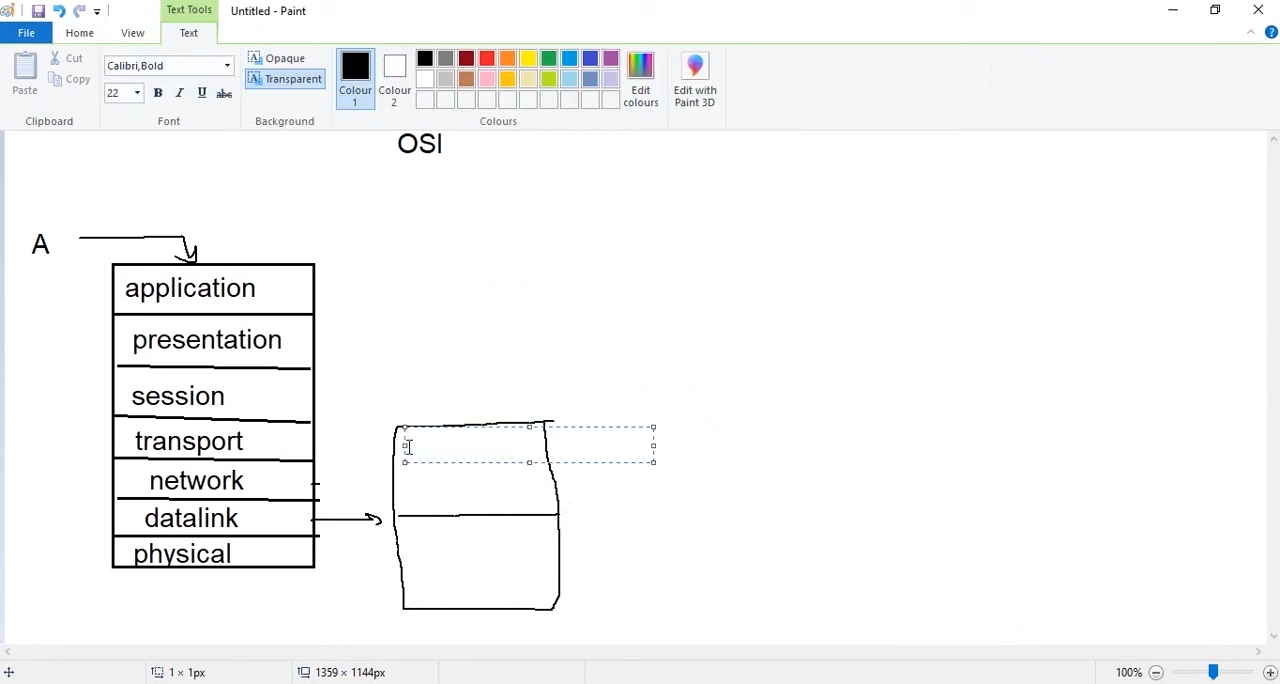 Text Tools
Untitled - Paint
File
Home
View
Text
Paste
Cut
Copy
Clipboard
Calibri,Bold
22
B I U abc
Font
A Opaque
A Transparent
Background
Colour 1
Colour 2
Edit colours
Edit with Paint 3D
Colours
OSI
A
application
presentation
session
transport
network
datalink
physical
1 × 1px
1359 × 1144px
100%